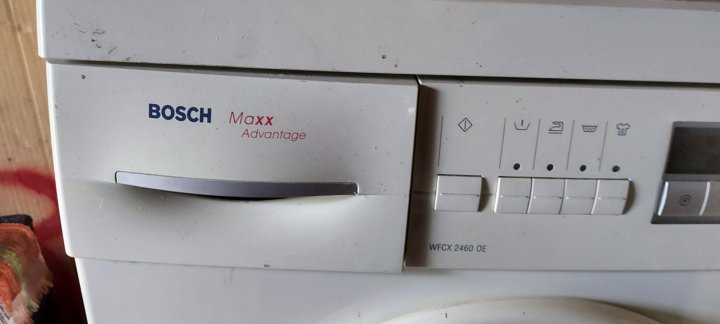 BOSCH Maxx
Advantage
WFCX 2460 OE